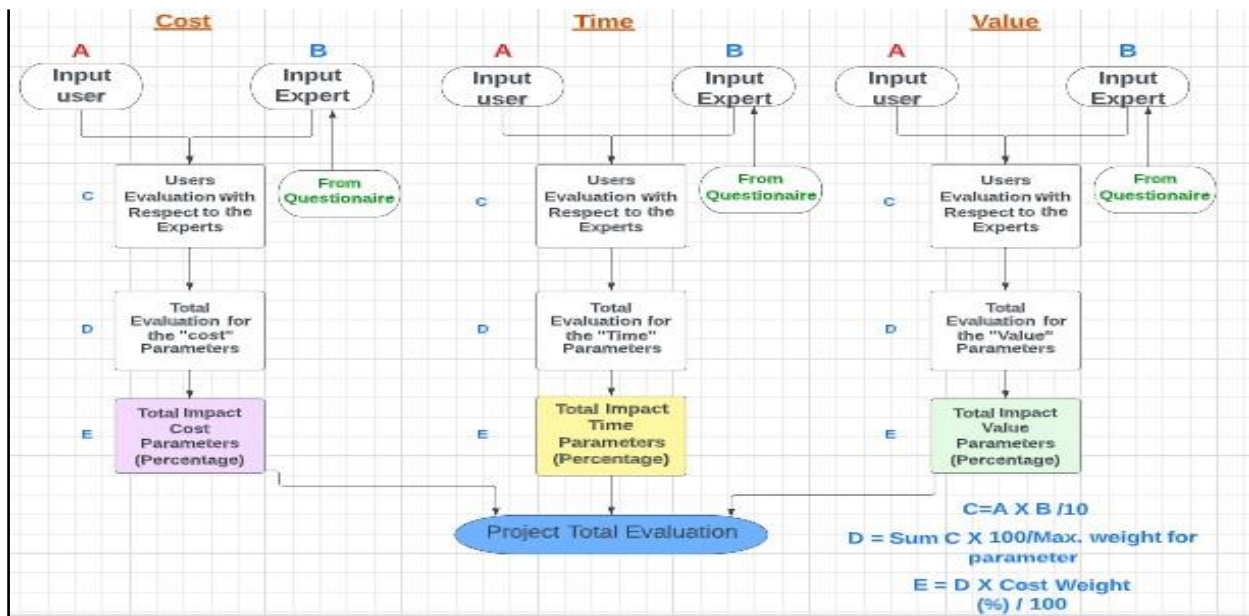 Cost
Time
Value
A
B
A
B
A
B
Input
user
Input
Expert
Input
user
Input
Expert
Input
user
Input
Expert
C
Users
Evaluation with
Respect to the
Experts
From
Questionaire
C
Users
Evaluation with
Respect to the
Experts
From
Questionaire
C
Users
Evaluation with
Respect to the
Experts
From
Questionaire
D
Total
Evaluation for
the "cost"
Parameters
D
Total
Evaluation for
the "Time"
Parameters
D
Total
Evaluation for
the "Value"
Parameters
E
Total Impact
Cost
Parameters
(Percentage)
E
Total Impact
Time
Parameters
(Percentage)
E
Total Impact
Value
Parameters
(Percentage)
Project Total Evaluation
C=A X B /10
D = Sum C X 100/Max. weight for
parameter
E = D X Cost Weight
(%) / 100